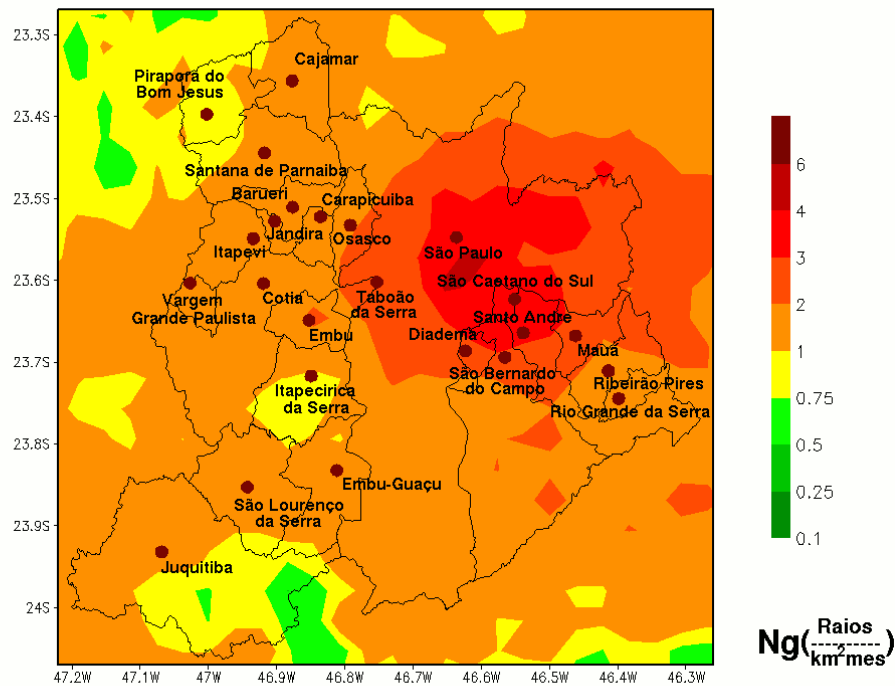 23.3S
Cajamar
Pirapora do
Bom Jesus
23.4S
Santana de Parnaiba
23.5S
Barueri
Carapicuiba
Jandira
Osasco
Itapevi
São Paulo
23.6S
São Caetano do Sul
Cotia
Taboão
da Serra
Vargem
Grande Paulista
Santo Andre
Embu
Diadema
Mauá
23.7S
São Bernardo
do Campo
Ribeirão Pires
Itapecirica
da Serra
Rio Grande da Serra
23.8S
Embu-Guaçu
São Lourenço
da Serra
23.9S
Juquitiba
24S
47.2W 47.1W 47W 46.9W 46.8W 46.7W 46.6W 46.5W 46.4W 46.3W
6
4
3
2
1
0.75
0.5
0.25
0.1
Ng(Raios
---------
km²mes)